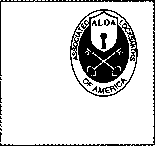 ASSOCIATED LOCKSMITHS
ALOA
OF AMERICA